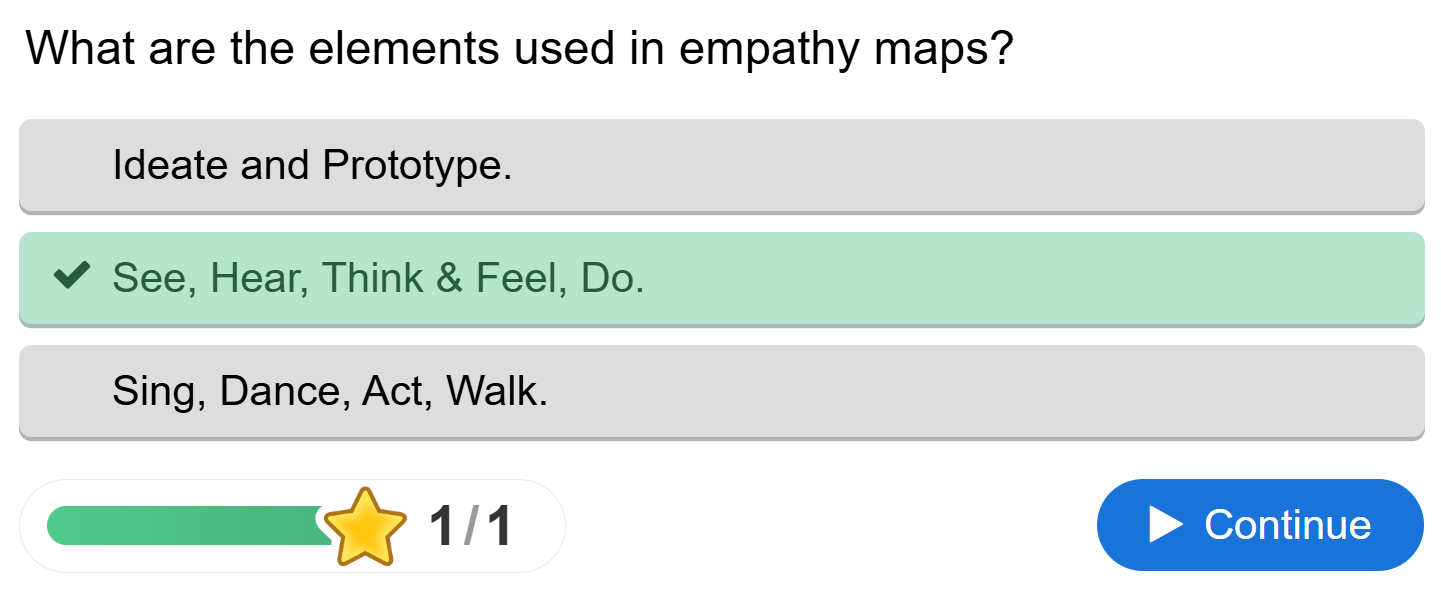 What are the elements used in empathy maps?
Ideate and Prototype.
See, Hear, Think & Feel, Do.
Sing, Dance, Act, Walk.
1/1
Continue